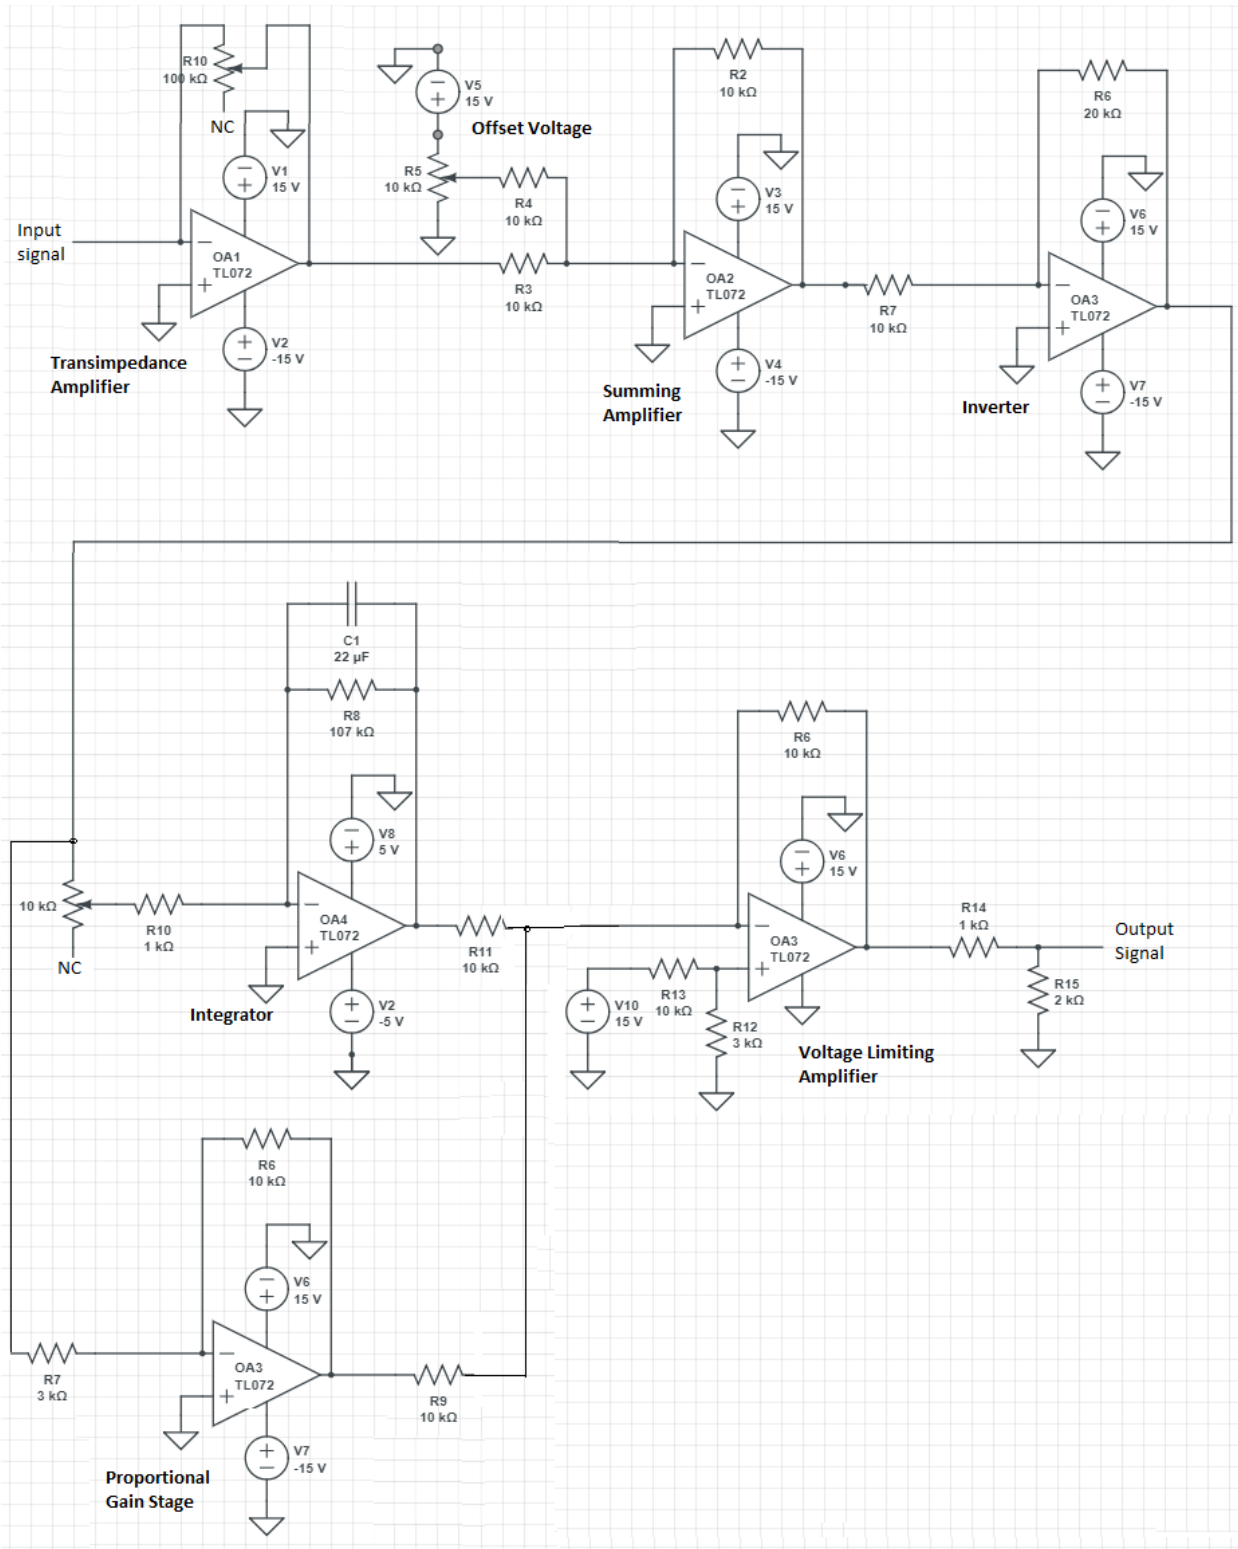 R10
100 kΩ
NC
V1
15 V
Input
signal
−
+
OA1
TL072
V2
-15 V
Transimpedance
Amplifier
V5
15 V
Offset Voltage
R5
10 kΩ
R4
10 kΩ
R3
10 kΩ
R2
10 kΩ
V3
15 V
OA2
TL072
V4
-15 V
Summing
Amplifier
R7
10 kΩ
R6
20 kΩ
V6
15 V
OA3
TL072
V7
-15 V
Inverter
C1
22 µF
R8
107 kΩ
V8
5 V
10 kΩ
NC
R10
1 kΩ
OA4
TL072
V2
-5 V
Integrator
R11
10 kΩ
R6
10 kΩ
V6
15 V
OA3
TL072
V10
15 V
R13
10 kΩ
R12
3 kΩ
Voltage Limiting
Amplifier
R14
1 kΩ
R15
2 kΩ
Output
Signal
R6
10 kΩ
V6
15 V
R7
3 kΩ
OA3
TL072
R9
10 kΩ
V7
-15 V
Proportional
Gain Stage